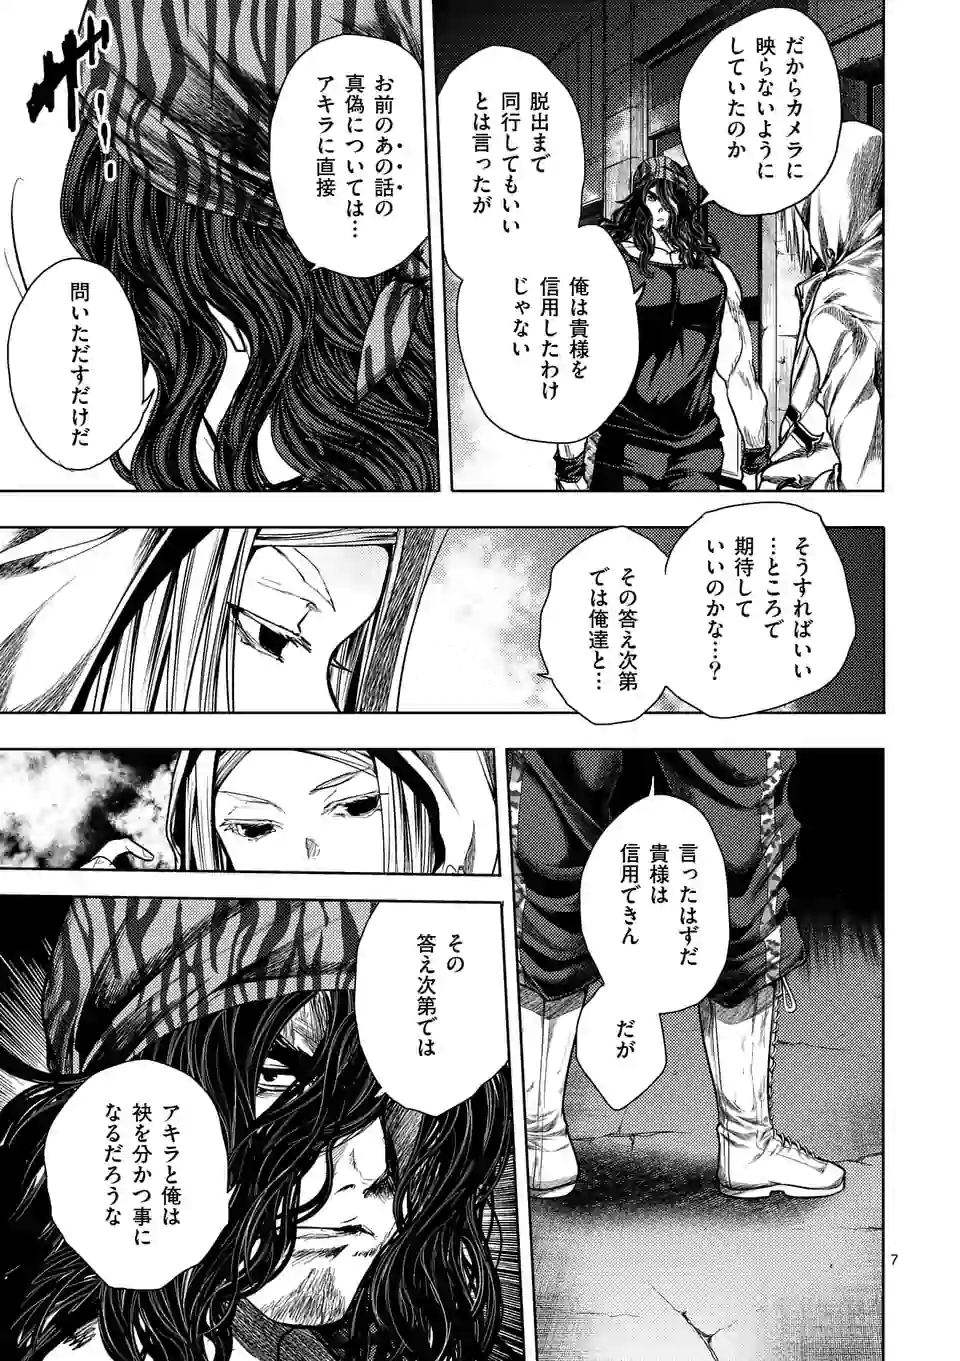 だからカメラに
映らないように
していたのか
脱出まで
同行してもいい
とは言ったが
俺は貴様を
信用したわけ
じゃない
お前のあの話の
真偽については…
アキラに直接
問いただすだけだ
ザッ…
そうすればいい
…ところで
期待して
いいのかな…？
その答え次第
では俺達と…
言ったはずだ
貴様は
信用できん
だが
その
答え次第では
アキラと俺は
袂を分かつ事に
なるだろうな
7